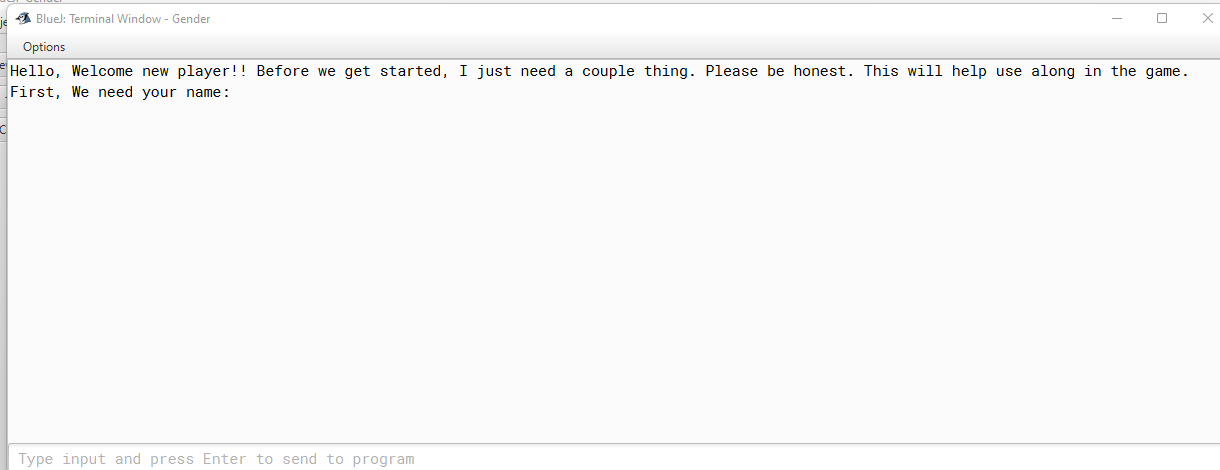 BlueJ: Terminal Window - Gender
Options
Hello, Welcome new player!! Before we get started, I just need a couple thing. Please be honest. This will help use along in the game.
First, We need your name:
Type input and press Enter to send to program